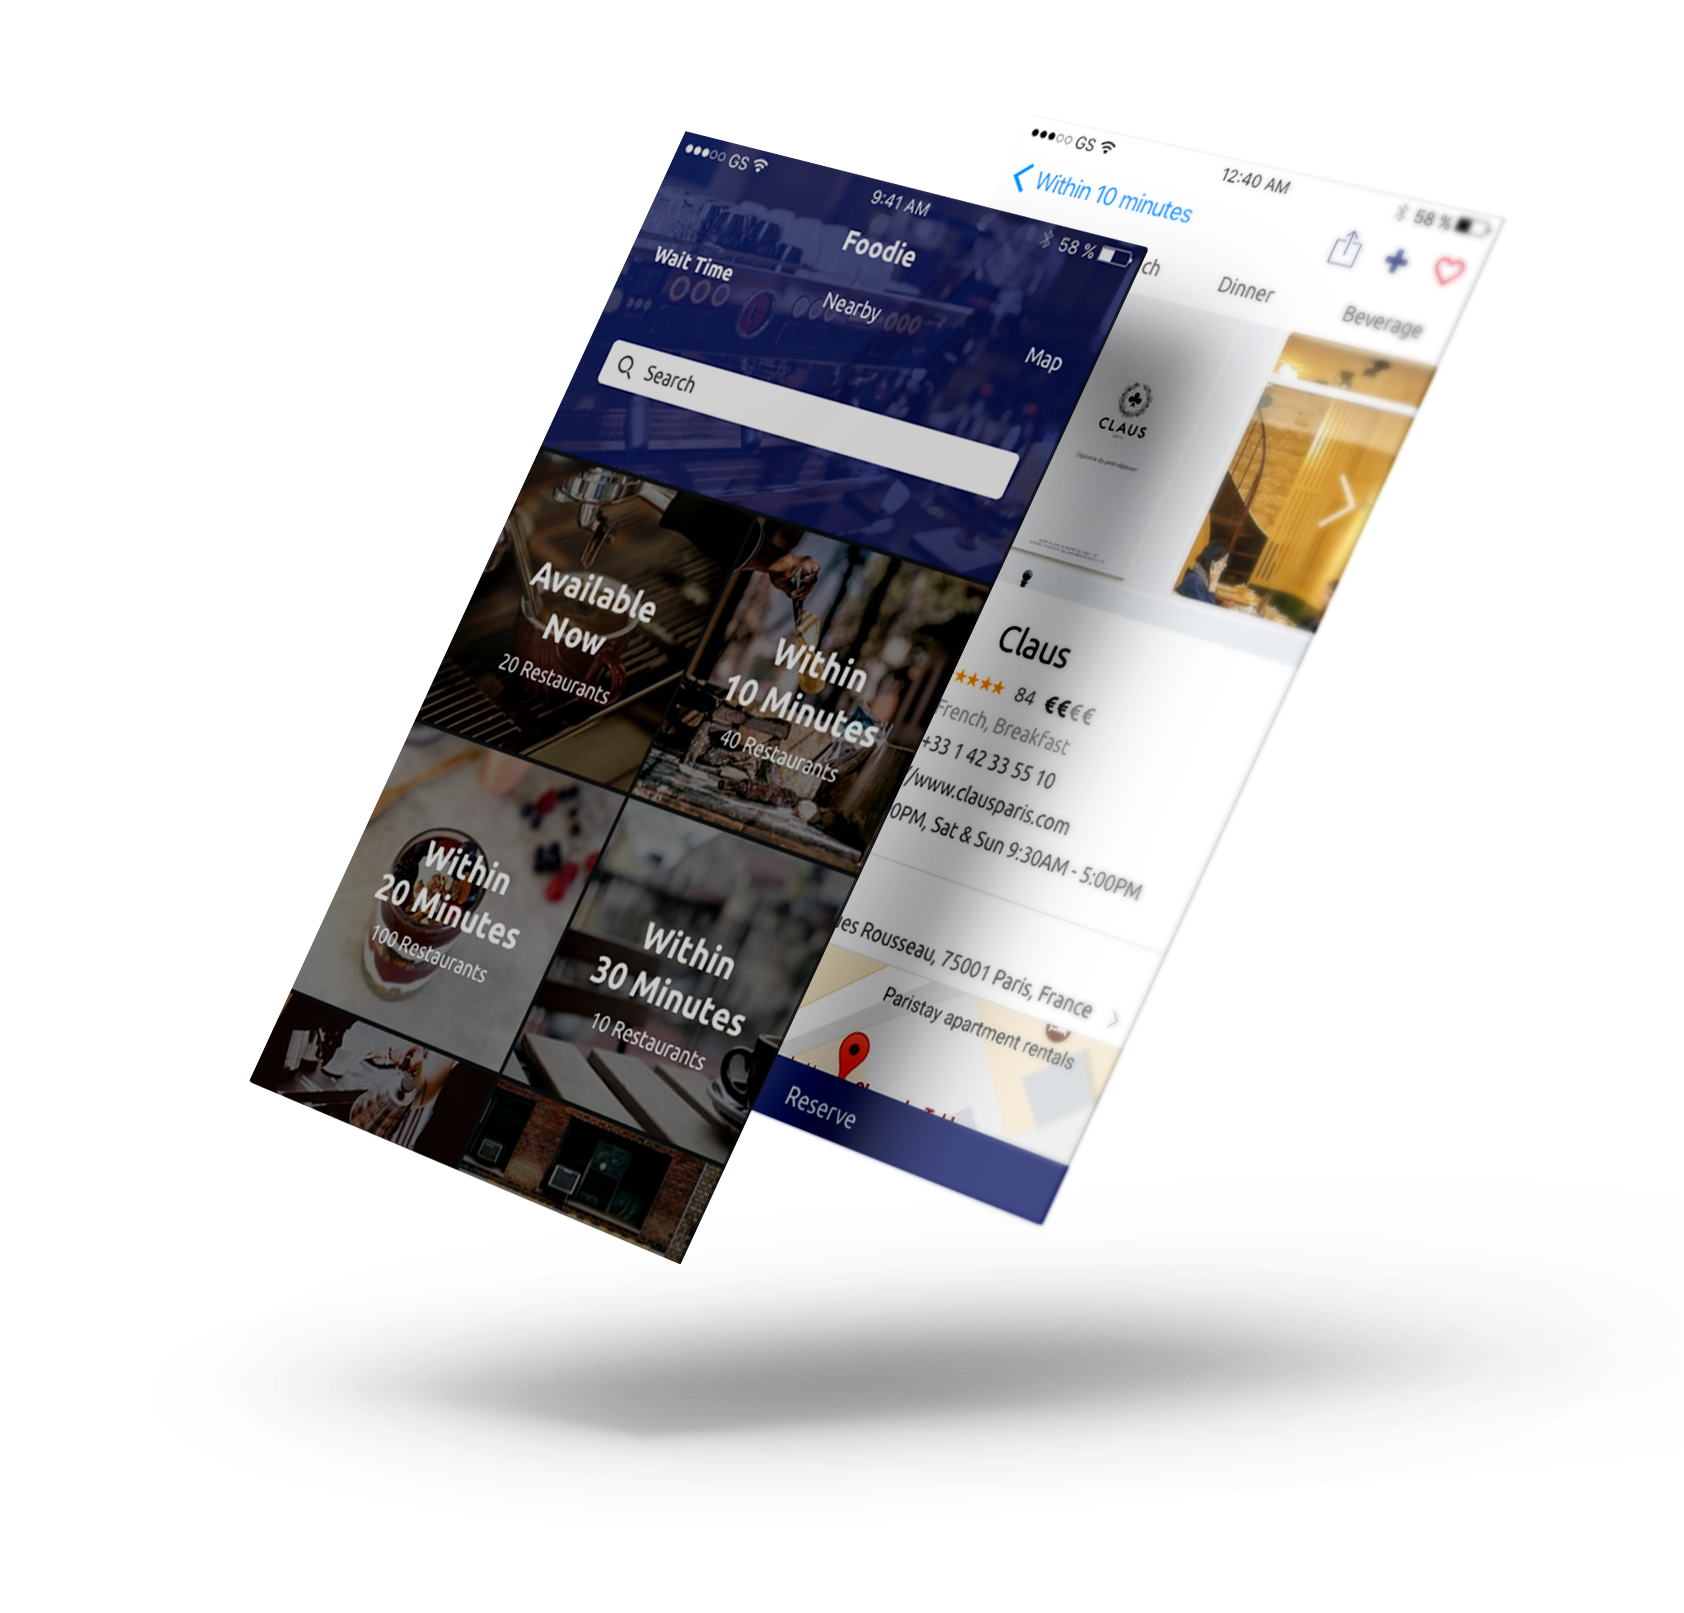 GS
9:41 AM
58 %
Foodie
Wait Time
Nearby
Map
Search
Available
Now
20 Restaurants
Within
10 Minutes
40 Restaurants
Within
20 Minutes
100 Restaurants
Within
30 Minutes
10 Restaurants
GS
12:40 AM
58 %
Within 10 minutes
ch
Dinner
Beverage
CLAUS
Claus
84 €€€€
French, Breakfast
+33 1 42 33 55 10
/www.clausparis.com
0PM, Sat & Sun 9:30AM - 5:00PM
ues Rousseau, 75001 Paris, France
Paristay apartment rentals
Reserve